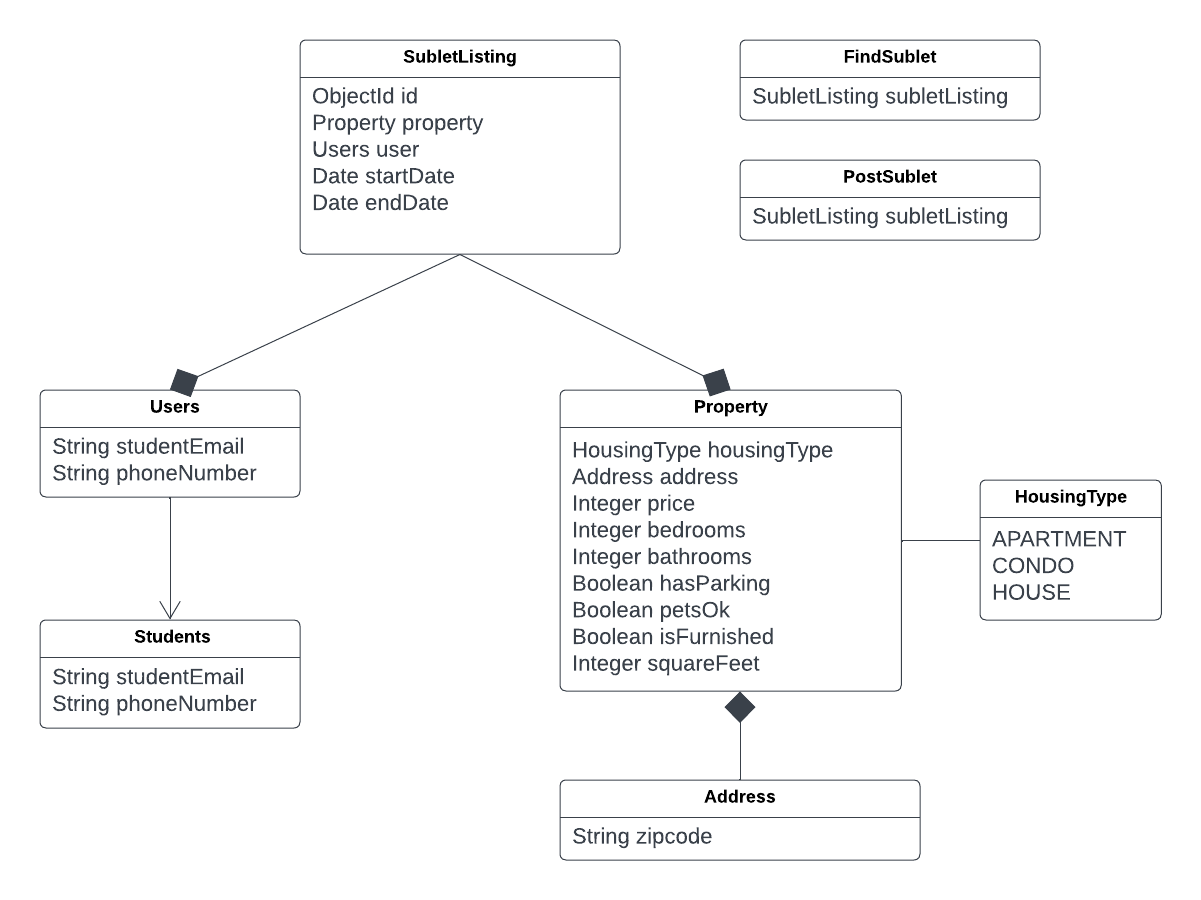 SubletListing
ObjectId id
Property property
Users user
Date startDate
Date endDate
FindSublet
SubletListing subletListing
PostSublet
SubletListing subletListing
Users
String studentEmail
String phoneNumber
Property
HousingType housingType
Address address
Integer price
Integer bedrooms
Integer bathrooms
Boolean hasParking
Boolean petsOk
Boolean isFurnished
Integer squareFeet
HousingType
APARTMENT
CONDO
HOUSE
Students
String studentEmail
String phoneNumber
Address
String zipcode